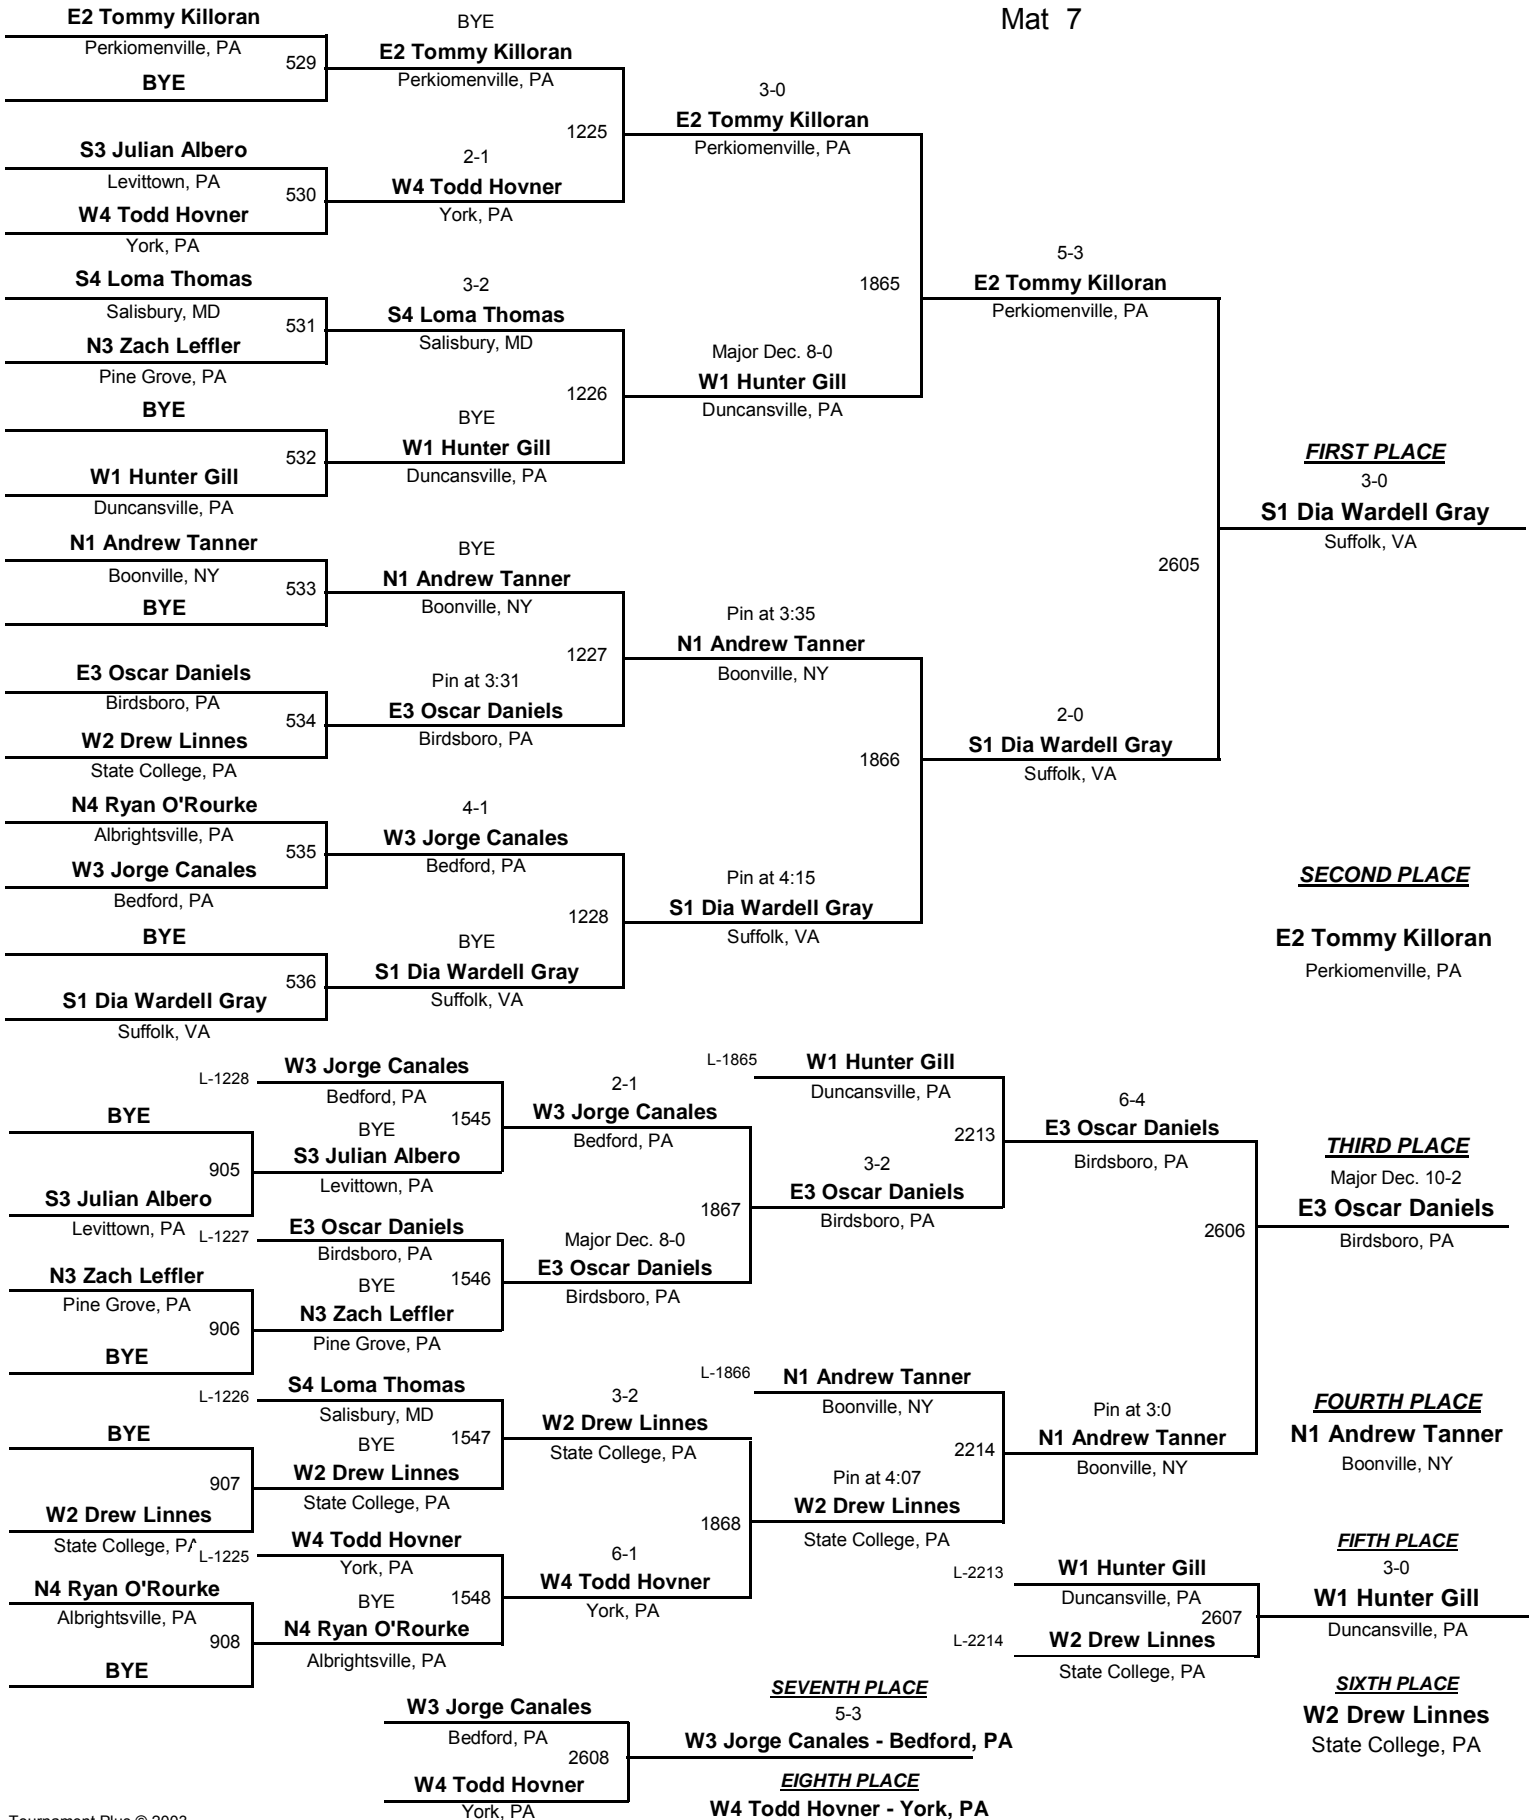 Mat 7
E2 Tommy Killoran
Perkiomenville, PA
529
BYE
S3 Julian Albero
Levittown, PA
530
W4 Todd Hovner
York, PA
S4 Loma Thomas
Salisbury, MD
531
N3 Zach Leffler
Pine Grove, PA
BYE
532
W1 Hunter Gill
Duncansville, PA
N1 Andrew Tanner
Boonville, NY
533
BYE
E3 Oscar Daniels
Birdsboro, PA
534
W2 Drew Linnes
State College, PA
N4 Ryan O'Rourke
Albrightsville, PA
535
W3 Jorge Canales
Bedford, PA
BYE
536
S1 Dia Wardell Gray
Suffolk, VA
BYE
E2 Tommy Killoran
Perkiomenville, PA
1225
2-1
W4 Todd Hovner
York, PA
3-2
S4 Loma Thomas
Salisbury, MD
1226
BYE
W1 Hunter Gill
Duncansville, PA
BYE
N1 Andrew Tanner
Boonville, NY
1227
Pin at 3:31
E3 Oscar Daniels
Birdsboro, PA
4-1
W3 Jorge Canales
Bedford, PA
1228
BYE
S1 Dia Wardell Gray
Suffolk, VA
3-0
E2 Tommy Killoran
Perkiomenville, PA
1865
Major Dec. 8-0
W1 Hunter Gill
Duncansville, PA
Pin at 3:35
N1 Andrew Tanner
Boonville, NY
1866
Pin at 4:15
S1 Dia Wardell Gray
Suffolk, VA
5-3
E2 Tommy Killoran
Perkiomenville, PA
2605
2-0
S1 Dia Wardell Gray
Suffolk, VA
FIRST PLACE
3-0
S1 Dia Wardell Gray
Suffolk, VA
SECOND PLACE
E2 Tommy Killoran
Perkiomenville, PA
BYE
905
S3 Julian Albero
Levittown, PA
N3 Zach Leffler
Pine Grove, PA
906
BYE
BYE
907
W2 Drew Linnes
State College, PA
N4 Ryan O'Rourke
Albrightsville, PA
908
BYE
L-1228
W3 Jorge Canales
Bedford, PA
1545
BYE
S3 Julian Albero
Levittown, PA
L-1227
E3 Oscar Daniels
Birdsboro, PA
1546
BYE
N3 Zach Leffler
Pine Grove, PA
L-1226
S4 Loma Thomas
Salisbury, MD
1547
BYE
W2 Drew Linnes
State College, PA
L-1225
W4 Todd Hovner
York, PA
1548
BYE
N4 Ryan O'Rourke
Albrightsville, PA
2-1
W3 Jorge Canales
Bedford, PA
1867
Major Dec. 8-0
E3 Oscar Daniels
Birdsboro, PA
3-2
W2 Drew Linnes
State College, PA
1868
6-1
W4 Todd Hovner
York, PA
L-1865
W1 Hunter Gill
Duncansville, PA
2213
3-2
E3 Oscar Daniels
Birdsboro, PA
L-1866
N1 Andrew Tanner
Boonville, NY
2214
Pin at 4:07
W2 Drew Linnes
State College, PA
6-4
E3 Oscar Daniels
Birdsboro, PA
2606
Pin at 3:0
N1 Andrew Tanner
Boonville, NY
THIRD PLACE
Major Dec. 10-2
E3 Oscar Daniels
Birdsboro, PA
FOURTH PLACE
N1 Andrew Tanner
Boonville, NY
L-2213
W1 Hunter Gill
Duncansville, PA
2607
L-2214
W2 Drew Linnes
State College, PA
FIFTH PLACE
3-0
W1 Hunter Gill
Duncansville, PA
SIXTH PLACE
W2 Drew Linnes
State College, PA
W3 Jorge Canales
Bedford, PA
2608
W4 Todd Hovner
York, PA
SEVENTH PLACE
5-3
W3 Jorge Canales - Bedford, PA
EIGHTH PLACE
W4 Todd Hovner - York, PA
Tournament Plus © 2003